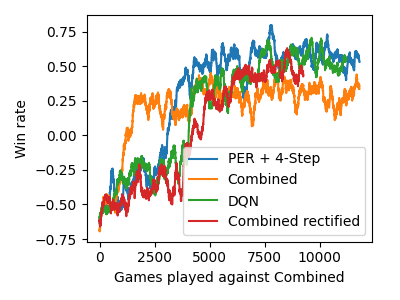 0.75
0.50
0.25
0.00
−0.25
−0.50
−0.75
Win rate
PER + 4-Step
Combined
DQN
Combined rectified
0 2500 5000 7500 10000
Games played against Combined